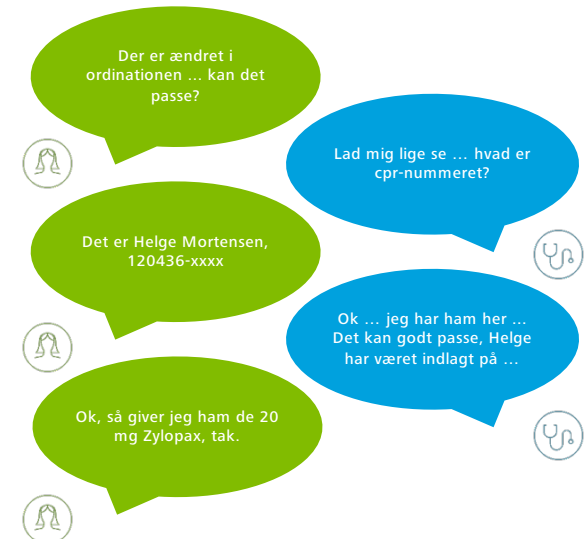 Der er ændret i
ordinationen ... kan det
passe?
Lad mig lige se … hvad er
cpr-nummeret?
Det er Helge Mortensen,
120436-xxxx
Ok … jeg har ham her …
Det kan godt passe, Helge
har været indlagt på …
Ok, så giver jeg ham de 20
mg Zylopax, tak.